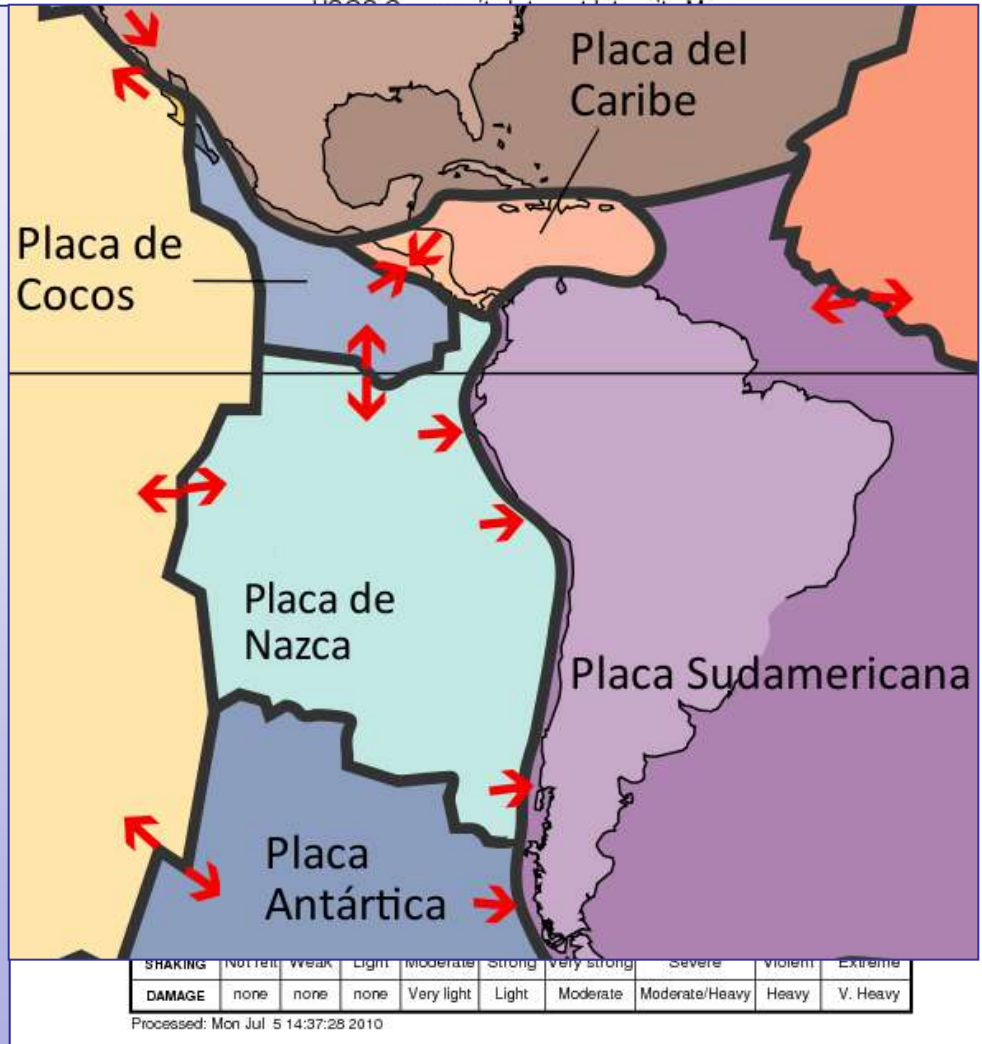 Placa del
Caribe
Placa de
Cocos
Placa de
Nazca
Placa Sudamericana
Placa
Antártica
SHAKING Not felt Weak Light Moderate Strong Very strong Severe Violent Extreme
DAMAGE none none none Very light Light Moderate Moderate/Heavy Heavy V. Heavy
Processed: Mon Jul 5 14:37:28 2010